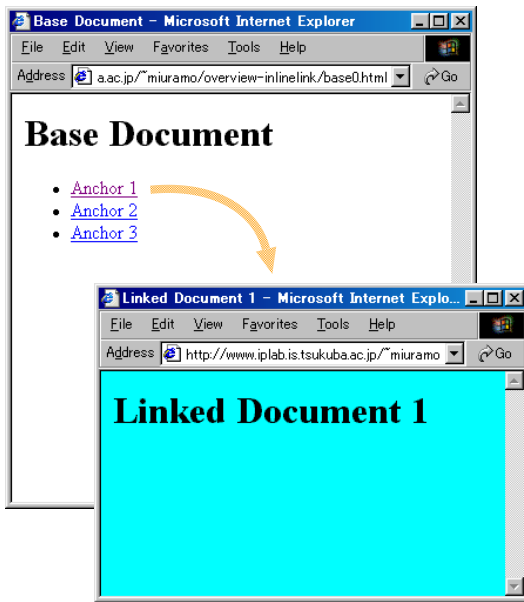 Base Document - Microsoft Internet Explorer
File Edit View Favorites Tools Help
Address a.ac.jp/~miuramo/overview-inlinelink/base0.html Go
Base Document
• Anchor 1
• Anchor 2
• Anchor 3
Linked Document 1 - Microsoft Internet Explo...
File Edit View Favorites Tools Help
Address http://www.iplab.is.tsukuba.ac.jp/~miuramo Go
Linked Document 1